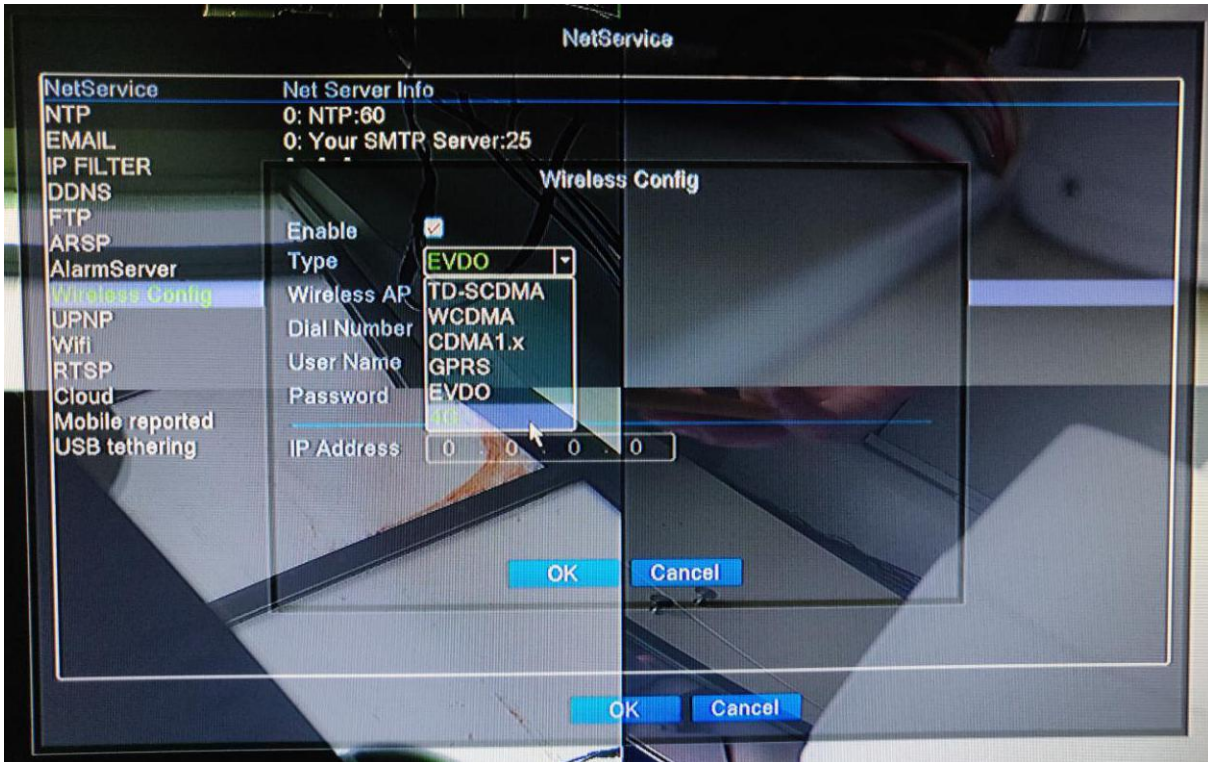 NetService
NetService Net Server Info
NTP 0: NTP:60
EMAIL 0: Your SMTP Server:25
IP FILTER
DDNS
FTP
ARSP
AlarmServer
Wireless Config
UPNP
Wifi
RTSP
Cloud
Mobile reported
USB tethering
Wireless Config
Enable
Type EVDO
Wireless AP TD-SCDMA
WCDMA
Dial Number
CDMA1.x
User Name GPRS
Password EVDO
4G
IP Address 0 . 0 . 0 . 0
OK Cancel
OK Cancel